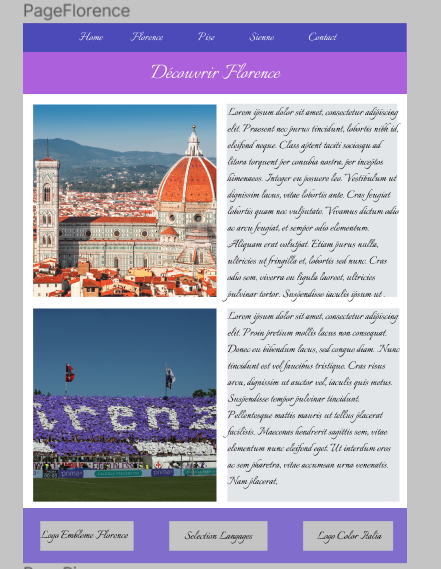 PageFlorence
Home Florence Pise Sienne Contact
Découvrir Florence
Lorem ipsum dolor sit amet, consectetur adipiscing
elit. Praesent nec purus tincidunt, lobortis nibh id,
eleifend neque. Class aptent taciti sociosqu ad
litora torquent per conubia nostra, per inceptos
himenaeos. Integer eu posuere leo. Vestibulum ut
dignissim lacus, vitae lobortis ante. Cras feugiat
lobortis quam nec vulputate. Vivamus dictum odio
ac arcu feugiat, et semper odio elementum.
Aliquam erat volutpat. Etiam purus nulla,
ultricies ut fringilla et, lobortis sed nunc. Cras
odio sem, viverra eu ligula laoreet, ultricies
pulvinar tortor. Suspendisse iaculis ipsum ut .
Lorem ipsum dolor sit amet, consectetur adipiscing
elit. Proin pretium mollis lacus non consequat.
Donec eu bibendum lacus, sed congue diam. Nunc
tincidunt est vel faucibus tristique. Cras risus
arcu, dignissim ut auctor vel, iaculis quis metus.
Suspendisse tempor pulvinar tincidunt.
Pellentesque mattis mauris ut tellus placerat
facilisis. Maecenas hendrerit sagittis sem, vitae
elementum nunc eleifend eget. Ut interdum eros
ac sem pharetra, vitae accumsan urna venenatis.
Nam placerat,
Logo Emblème Florence
Selection Langages
Logo Color Italia